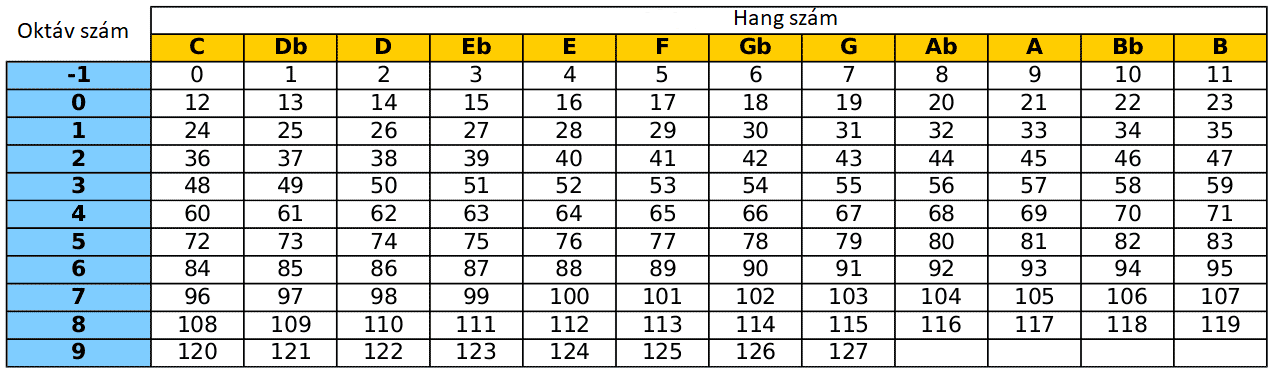 Oktáv szám Hang szám
C Db D Eb E F Gb G Ab A Bb B
-1 0 1 2 3 4 5 6 7 8 9 10 11
0 12 13 14 15 16 17 18 19 20 21 22 23
1 24 25 26 27 28 29 30 31 32 33 34 35
2 36 37 38 39 40 41 42 43 44 45 46 47
3 48 49 50 51 52 53 54 55 56 57 58 59
4 60 61 62 63 64 65 66 67 68 69 70 71
5 72 73 74 75 76 77 78 79 80 81 82 83
6 84 85 86 87 88 89 90 91 92 93 94 95
7 96 97 98 99 100 101 102 103 104 105 106 107
8 108 109 110 111 112 113 114 115 116 117 118 119
9 120 121 122 123 124 125 126 127